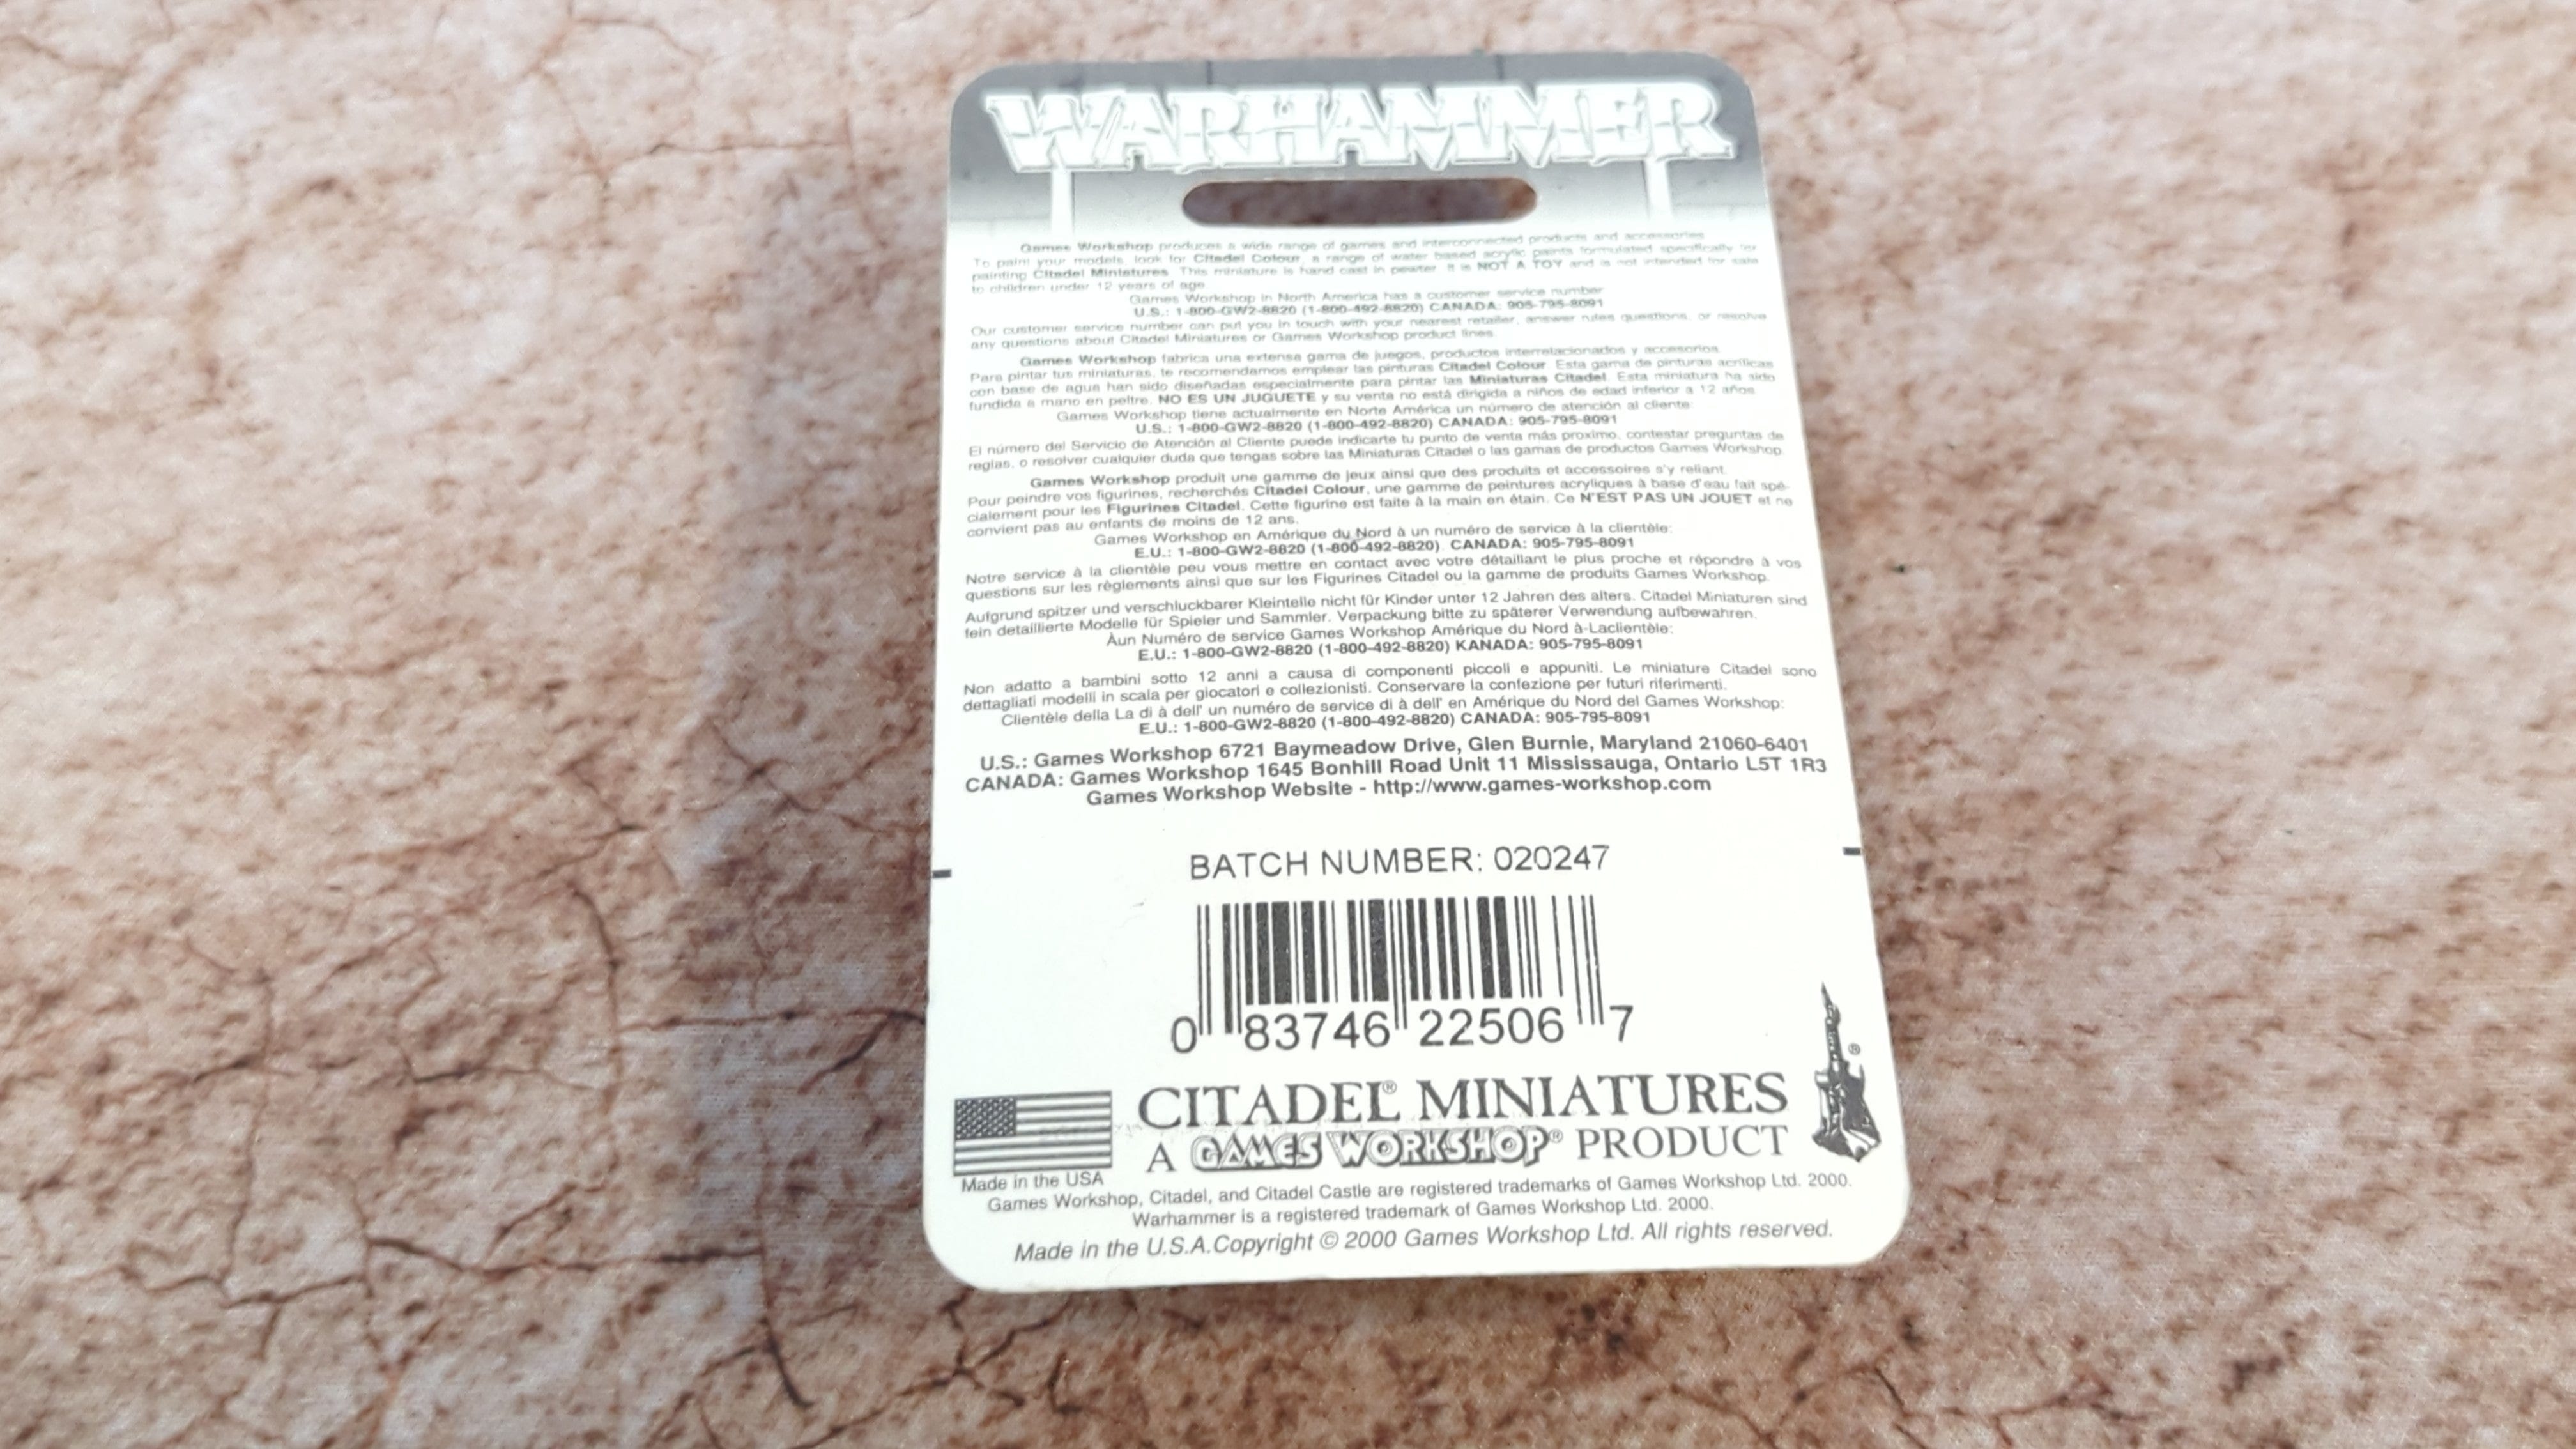 WARHAMMER
Games Workshop produces a wide range of games and interconnected products and accessories
To paint your models, look for Citadel Colour, a range of water based acrylic paints formulated specifically for
painting Citadel Miniatures. This miniature is hand cast in pewter. It is NOT A TOY and is not intended for sale
to children under 12 years of age
Games Workshop in North America has a customer service number
U.S.: 1-800-GW2-8820 (1-800-492-8820) CANADA: 905-795-8091
Our customer service number can put you in touch with your nearest retailer, answer rules questions, or resolve
any questions about Citadel Miniatures or Games Workshop product lines
Games Workshop fabrica una extensa gama de juegos, productos interrelacionados y accesorios
Para pintar tus miniaturas, te recomendamos emplear las pinturas Citadel Colour. Esta gama de pinturas acrílicas
con base de agua han sido diseñadas especialmente para pintar las Miniaturas Citadel. Esta miniatura ha sido
fundida a mano en peltre. NO ES UN JUGUETE y su venta no está dirigida a niños de edad inferior a 12 años
Games Workshop tiene actualmente en Norte América un número de atención al cliente:
U.S.: 1-800-GW2-8820 (1-800-492-8820) CANADA: 905-795-8091
El número del Servicio de Atención al Cliente puede indicarte tu punto de venta más proximo, contestar preguntas de
reglas, o resolver cualquier duda que tengas sobre las Miniaturas Citadel o las gamas de productos Games Workshop
Games Workshop produit une gamme de jeux ainsi que des produits et accessoires s'y reliant.
Pour peindre vos figurines, recherchés Citadel Colour, une gamme de peintures acryliques à base d'eau fait spé-
cialement pour les Figurines Citadel. Cette figurine est faite à la main en étain. Ce N'EST PAS UN JOUET et ne
convient pas au enfants de moins de 12 ans.
Games Workshop en Amérique du Nord à un numéro de service à la clientèle:
E.U.: 1-800-GW2-8820 (1-800-492-8820) CANADA: 905-795-8091
Notre service à la clientèle peu vous mettre en contact avec votre détaillant le plus proche et répondre à vos
questions sur les règlements ainsi que sur les Figurines Citadel ou la gamme de produits Games Workshop.
Aufgrund spitzer und verschluckbarer Kleinteile nicht für Kinder unter 12 Jahren des alters. Citadel Miniaturen sind
fein detaillierte Modelle für Spieler und Sammler. Verpackung bitte zu späterer Verwendung aufbewahren.
Àun Numéro de service Games Workshop Amérique du Nord à-Laclientèle:
E.U.: 1-800-GW2-8820 (1-800-492-8820) KANADA: 905-795-8091
Non adatto a bambini sotto 12 anni a causa di componenti piccoli e appuniti. Le miniature Citadel sono
dettagliati modelli in scala per giocatori e collezionisti. Conservare la confezione per futuri riferimenti.
Clientèle della La di à dell' un numéro de service di à dell' en Amérique du Nord del Games Workshop:
E.U.: 1-800-GW2-8820 (1-800-492-8820) CANADA: 905-795-8091
U.S.: Games Workshop 6721 Baymeadow Drive, Glen Burnie, Maryland 21060-6401
CANADA: Games Workshop 1645 Bonhill Road Unit 11 Mississauga, Ontario L5T 1R3
Games Workshop Website - http://www.games-workshop.com
BATCH NUMBER: 020247
0 83746 22506 7
CITADEL® MINIATURES ®
A GAMES WORKSHOP® PRODUCT
Made in the USA
Games Workshop, Citadel, and Citadel Castle are registered trademarks of Games Workshop Ltd. 2000.
Warhammer is a registered trademark of Games Workshop Ltd. 2000.
Made in the U.S.A.Copyright © 2000 Games Workshop Ltd. All rights reserved.